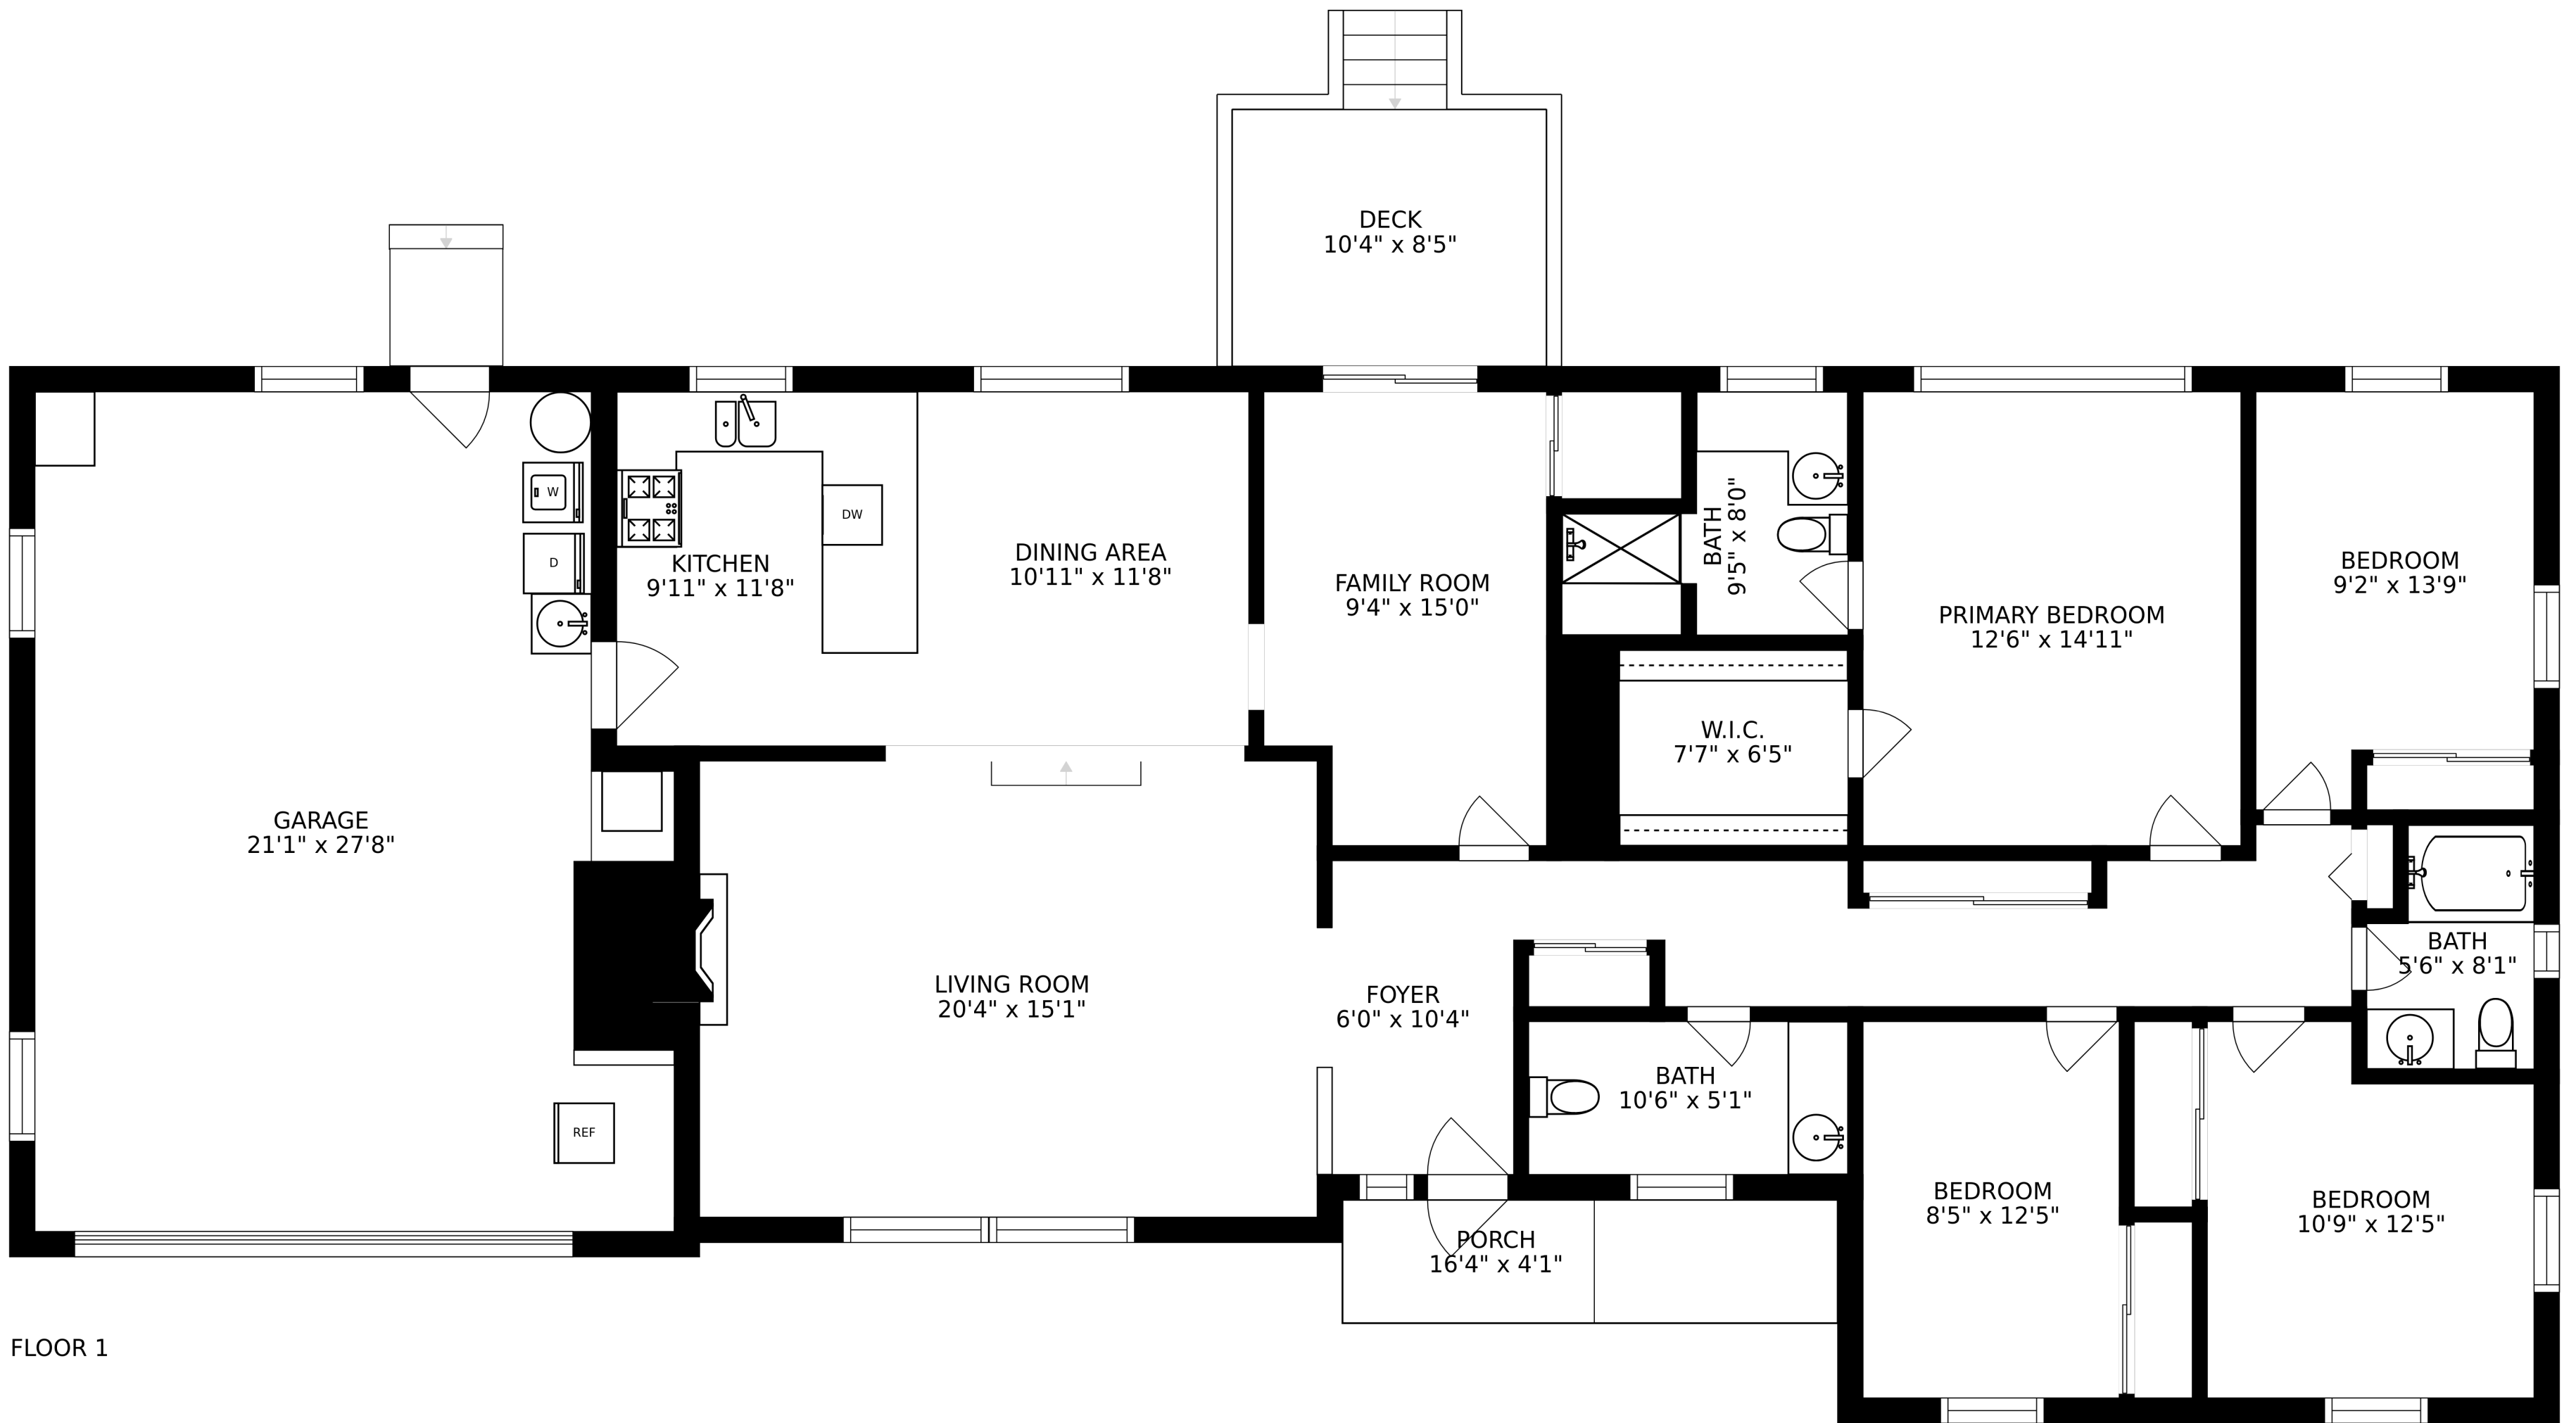 DECK
10'4" x 8'5"
W
D
DW
KITCHEN
9'11" x 11'8"
DINING AREA
10'11" x 11'8"
FAMILY ROOM
9'4" x 15'0"
BATH
9'5" x 8'0"
PRIMARY BEDROOM
12'6" x 14'11"
BEDROOM
9'2" x 13'9"
W.I.C.
7'7" x 6'5"
GARAGE
21'1" x 27'8"
LIVING ROOM
20'4" x 15'1"
FOYER
6'0" x 10'4"
BATH
5'6" x 8'1"
BATH
10'6" x 5'1"
REF
BEDROOM
8'5" x 12'5"
BEDROOM
10'9" x 12'5"
PORCH
16'4" x 4'1"
FLOOR 1